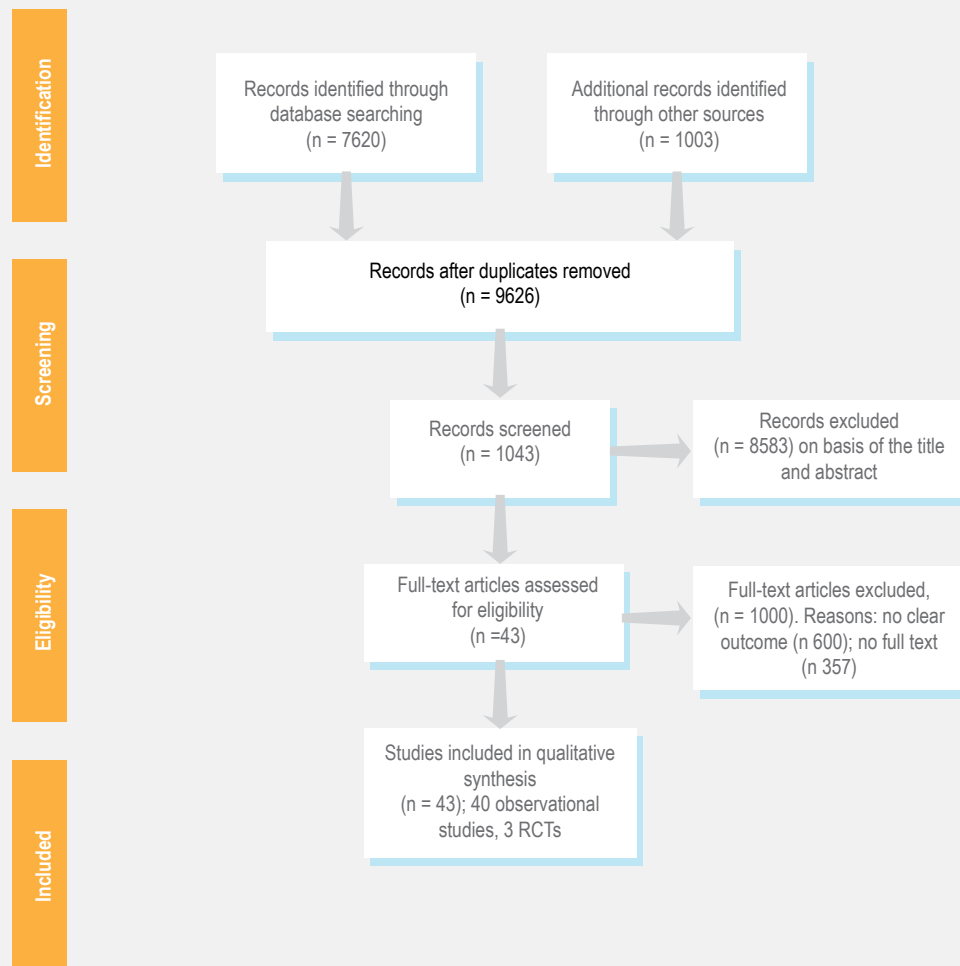 Identification
Records identified through
database searching
(n = 7620)
Additional records identified
through other sources
(n = 1003)
Records after duplicates removed
(n = 9626)
Screening
Records screened
(n = 1043)
Records excluded
(n = 8583) on basis of the title
and abstract
Eligibility
Full-text articles assessed
for eligibility
(n =43)
Full-text articles excluded,
(n = 1000). Reasons: no clear
outcome (n 600); no full text
(n 357)
Included
Studies included in qualitative
synthesis
(n = 43); 40 observational
studies, 3 RCTs